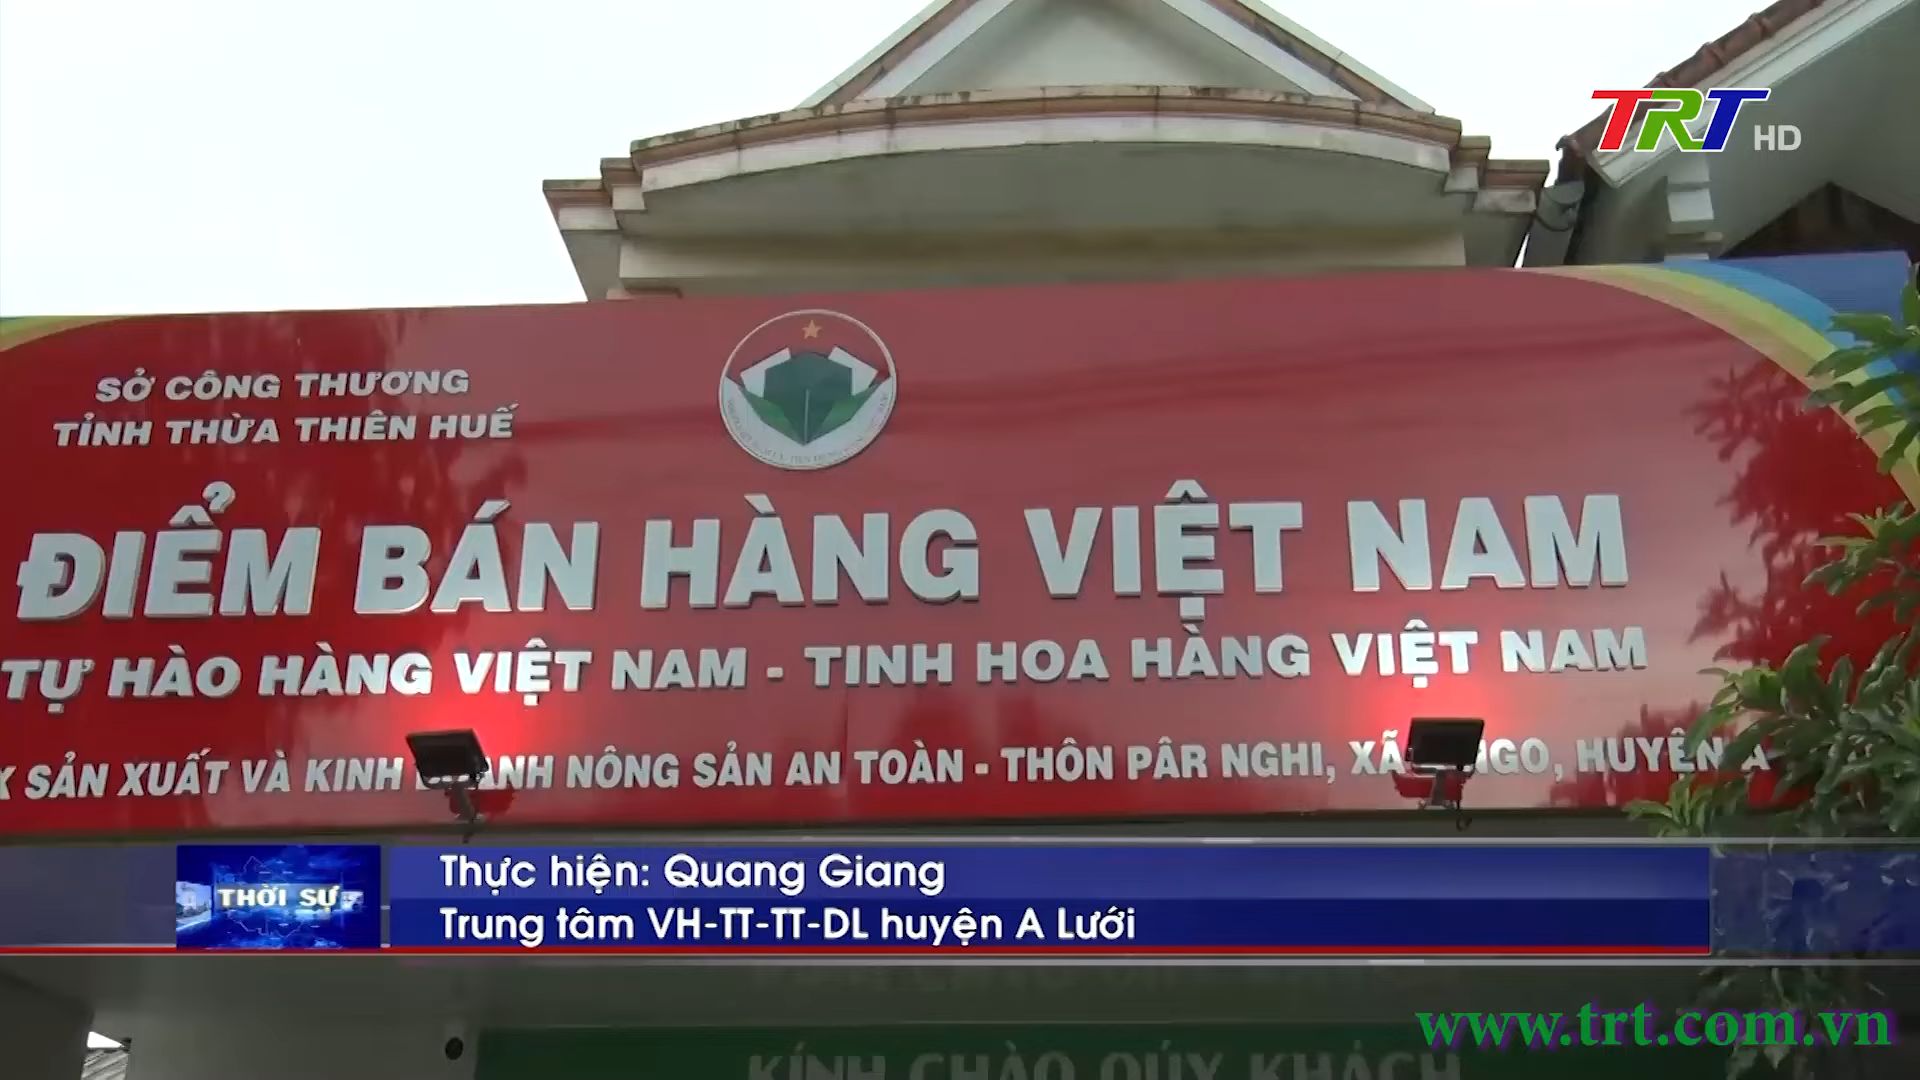 TRT HD
SỞ CÔNG THƯƠNG
TỈNH THỪA THIÊN HUẾ
ĐIỂM BÁN HÀNG VIỆT NAM
TỰ HÀO HÀNG VIỆT NAM - TINH HOA HÀNG VIỆT NAM
SẢN XUẤT VÀ KINH NÔNG SẢN AN TOÀN - THÔN PÂR NGHI, XÃ HUYỆN A
THỜI SỰ
Thực hiện: Quang Giang
Trung tâm VH-TT-TT-DL huyện A Lưới
www.trt.com.vn
KÍNH CHÀO QUÝ KHÁCH